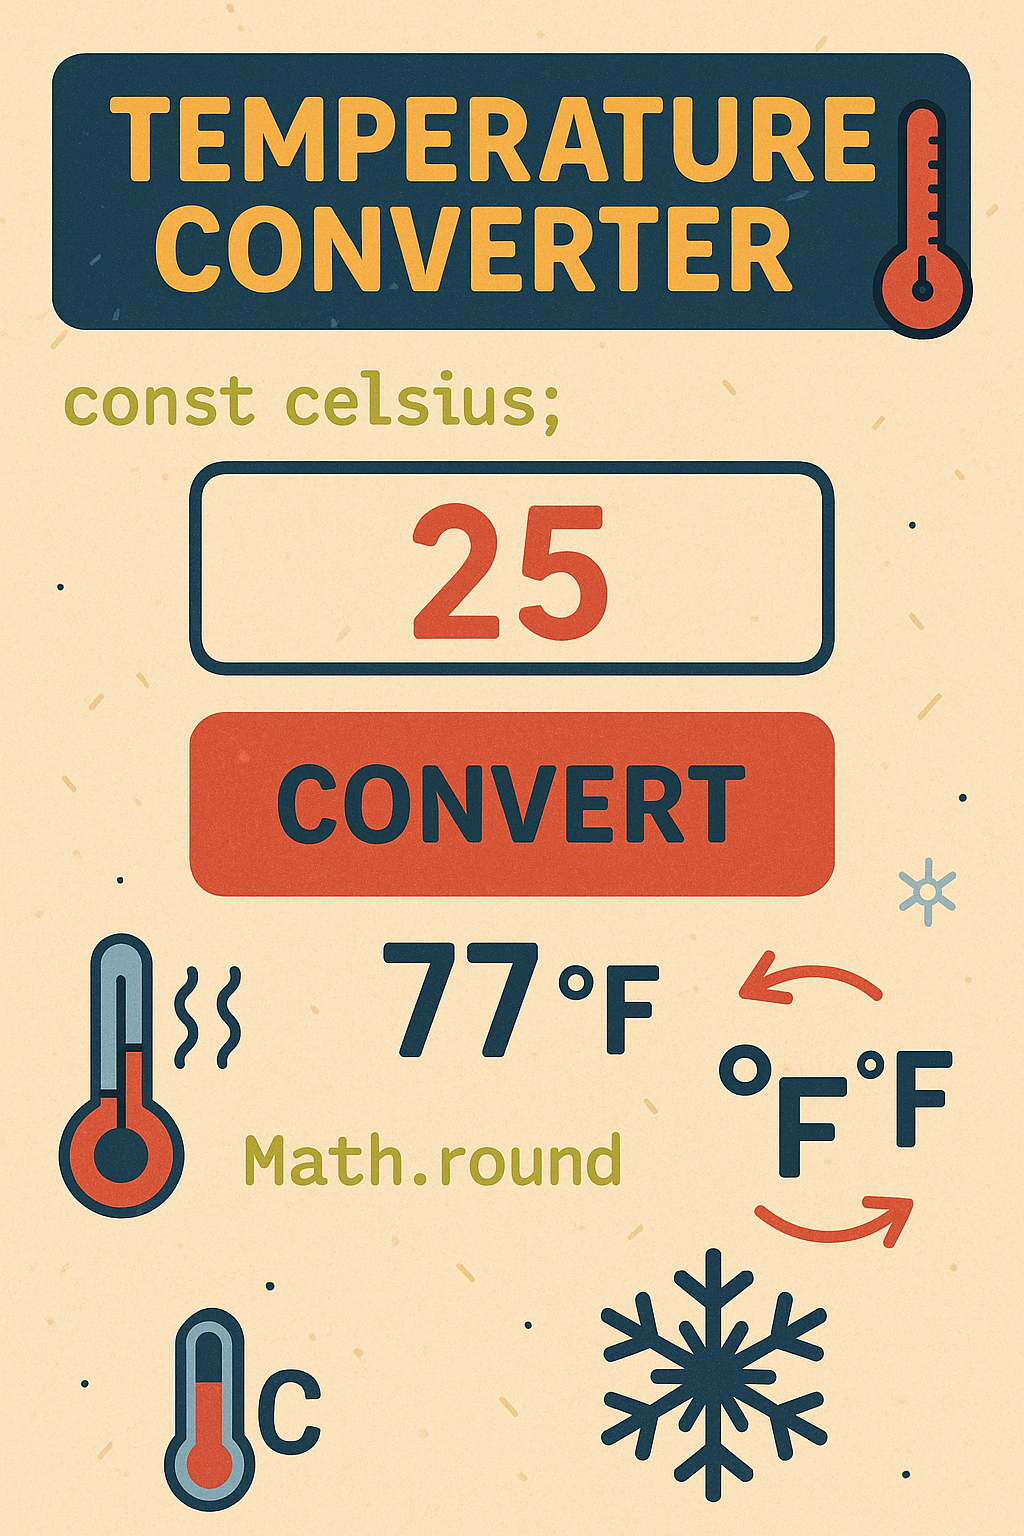 TEMPERATURE
CONVERTER
const celsius;
25
CONVERT
77 °F
°F °F
Math.round
C